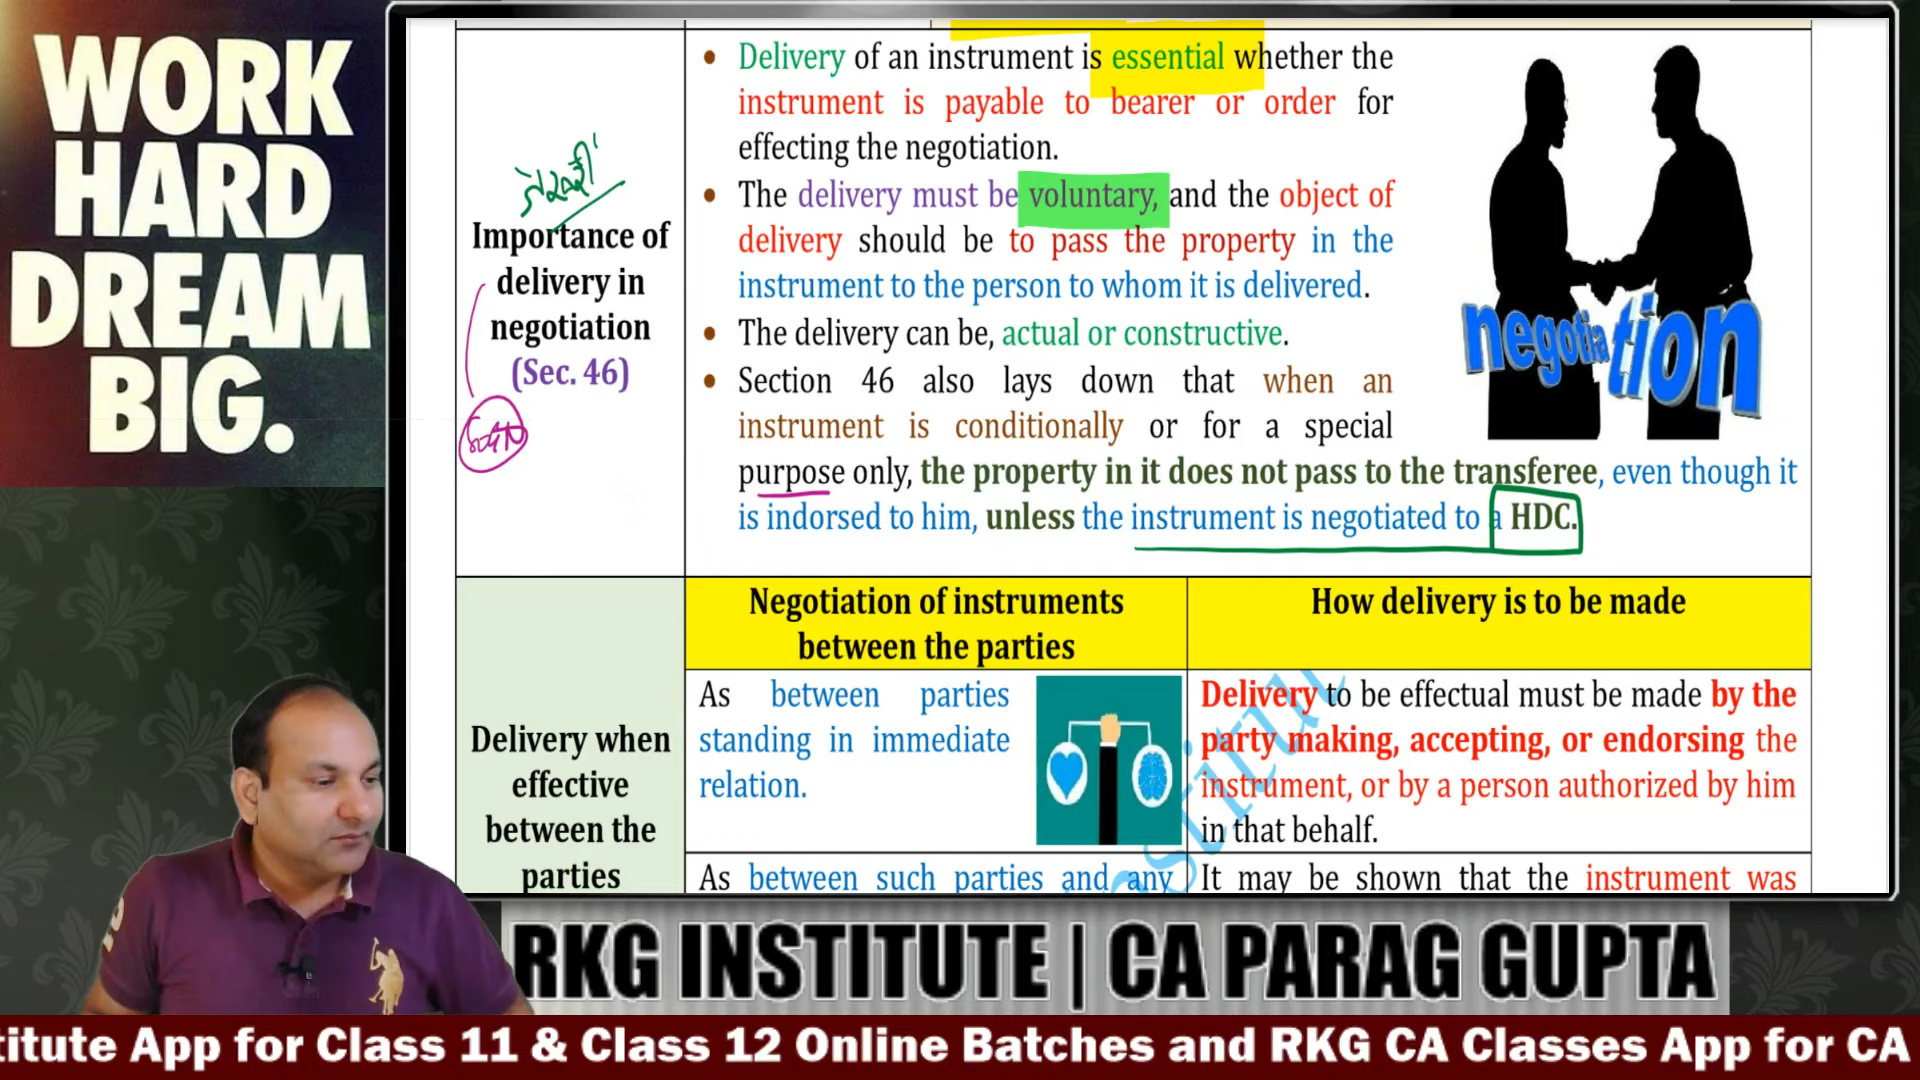 WORK
HARD
DREAM
BIG.
Importance of
delivery in
negotiation
(Sec. 46)
• Delivery of an instrument is essential whether the
instrument is payable to bearer or order for
effecting the negotiation.
• The delivery must be voluntary, and the object of
delivery should be to pass the property in the
instrument to the person to whom it is delivered.
• The delivery can be, actual or constructive.
• Section 46 also lays down that when an
instrument is conditionally or for a special
purpose only, the property in it does not pass to the transferee, even though it
is indorsed to him, unless the instrument is negotiated to a HDC.
negotiation
Delivery when
effective
between the
parties
Negotiation of instruments
between the parties
How delivery is to be made
As between parties
standing in immediate
relation.
Delivery to be effectual must be made by the
party making, accepting, or endorsing the
instrument, or by a person authorized by him
in that behalf.
As between such parties and any
It may be shown that the instrument was
RKG INSTITUTE | CA PARAG GUPTA
titute App for Class 11 & Class 12 Online Batches and RKG CA Classes App for CA